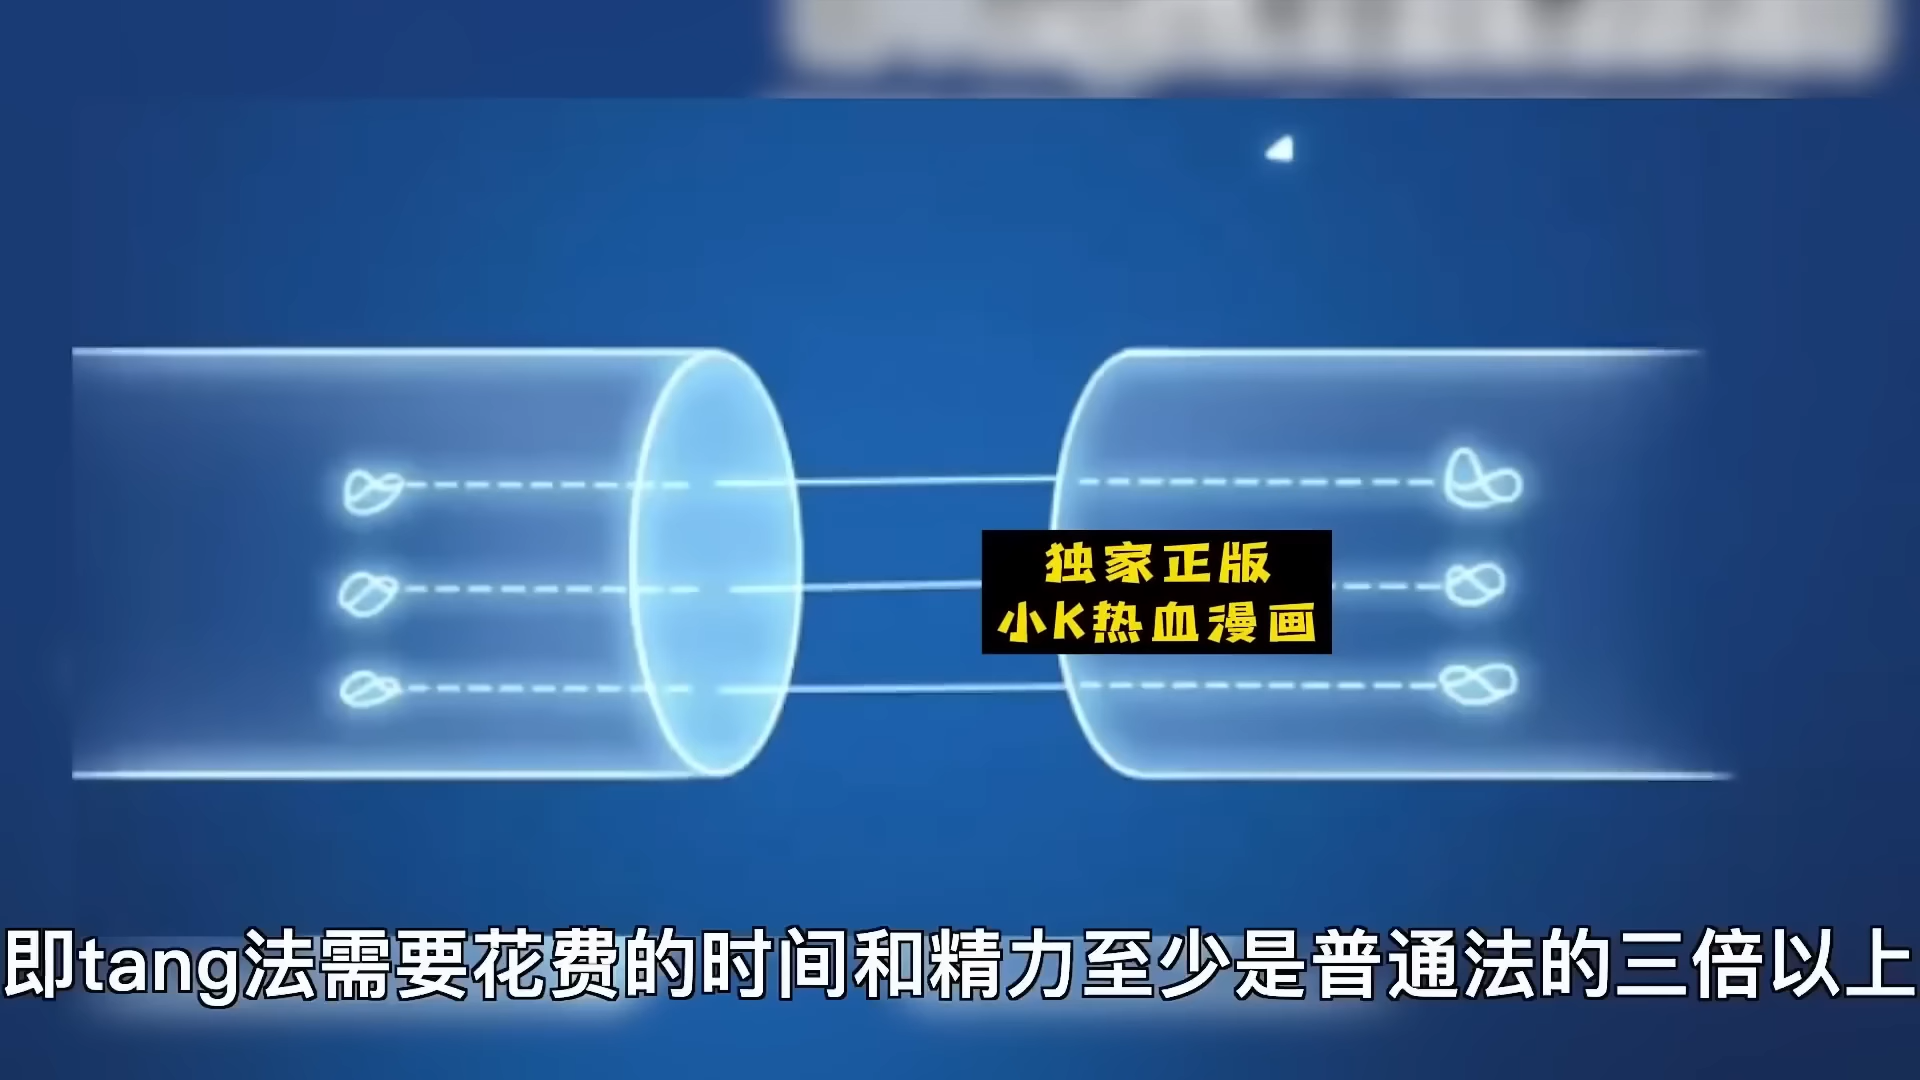 独家正版
小K热血漫画
即tang法需要花费的时间和精力至少是普通法的三倍以上